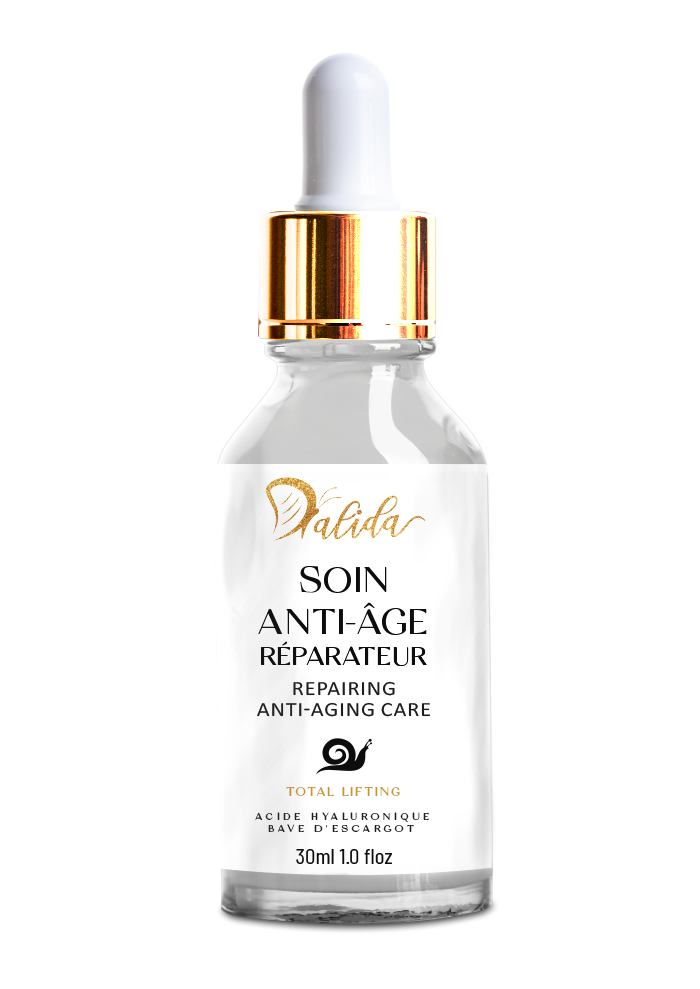 Dalida
SOIN
ANTI-ÂGE
RÉPARATEUR
REPAIRING
ANTI-AGING CARE
TOTAL LIFTING
ACIDE HYALURONIQUE
BAVE D'ESCARGOT
30ml 1.0 floz